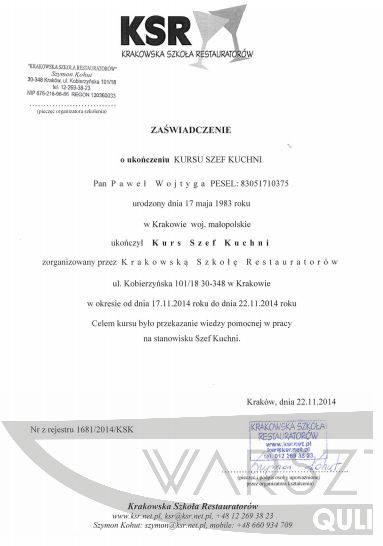 KSR
KRAKOWSKA SZKOŁA RESTAURATORÓW
"KRAKOWSKA SZKOŁA RESTAURATORÓW"
Szymon Kohut
30-348 Kraków, ul. Kobierzyńska 101/18
tel. 12-269-38-23
NIP 676-218-96-86 REGON 120360033
(pieczęć organizatora szkolenia)
ZAŚWIADCZENIE
o ukończeniu KURSU SZEF KUCHNI
Pan Paweł Wojtyga PESEL: 83051710375
urodzony dnia 17 maja 1983 roku
w Krakowie woj. małopolskie
ukończył Kurs Szef Kuchni
zorganizowany przez Krakowską Szkołę Restauratorów
ul. Kobierzyńska 101/18 30-348 w Krakowie
w okresie od dnia 17.11.2014 roku do dnia 22.11.2014 roku
Celem kursu było przekazanie wiedzy pomocnej w pracy
na stanowisku Szef Kuchni.
Kraków, dnia 22.11.2014
Nr z rejestru 1681/2014/KSK
KRAKOWSKA SZKOŁA
RESTAURATORÓW
www.ksr.net.pl
ksr@ksr.net.pl
tel. 012 269 38 23
Szymon Kohut
(pieczęć i podpis osoby upoważnionej
przez organizatora kształcenia)
WARSZT
QULI
Krakowska Szkoła Restauratorów
www.ksr.net.pl, ksr@ksr.net.pl, +48 12 269 38 23
Szymon Kohut: szymon@ksr.net.pl, mobile: +48 660 934 709